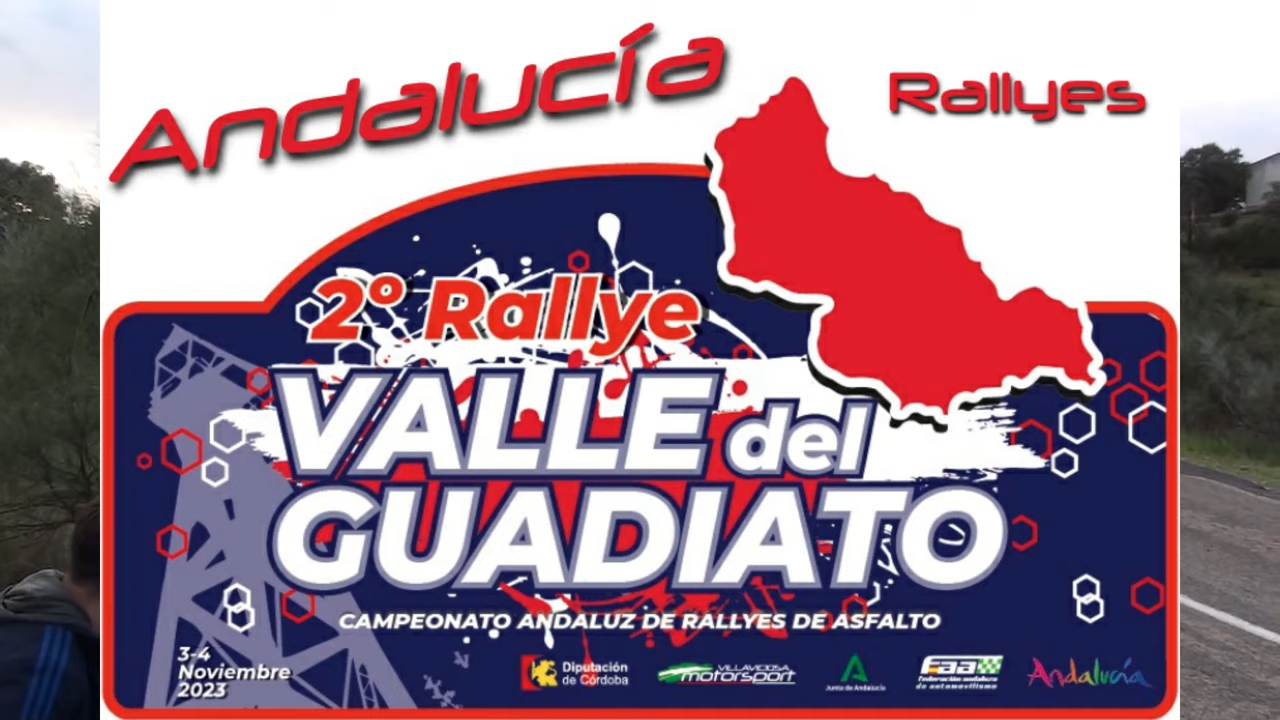 Andalucía
Rallyes
2º Rallye
VALLE del
GUADIATO
CAMPEONATO ANDALUZ DE RALLYES DE ASFALTO
3-4
Noviembre
2023
Diputación
de Córdoba
VILLAVICIOSA
motorsport
Junta de Andalucía
faa
federación andaluza
de automovilismo
Andalucía